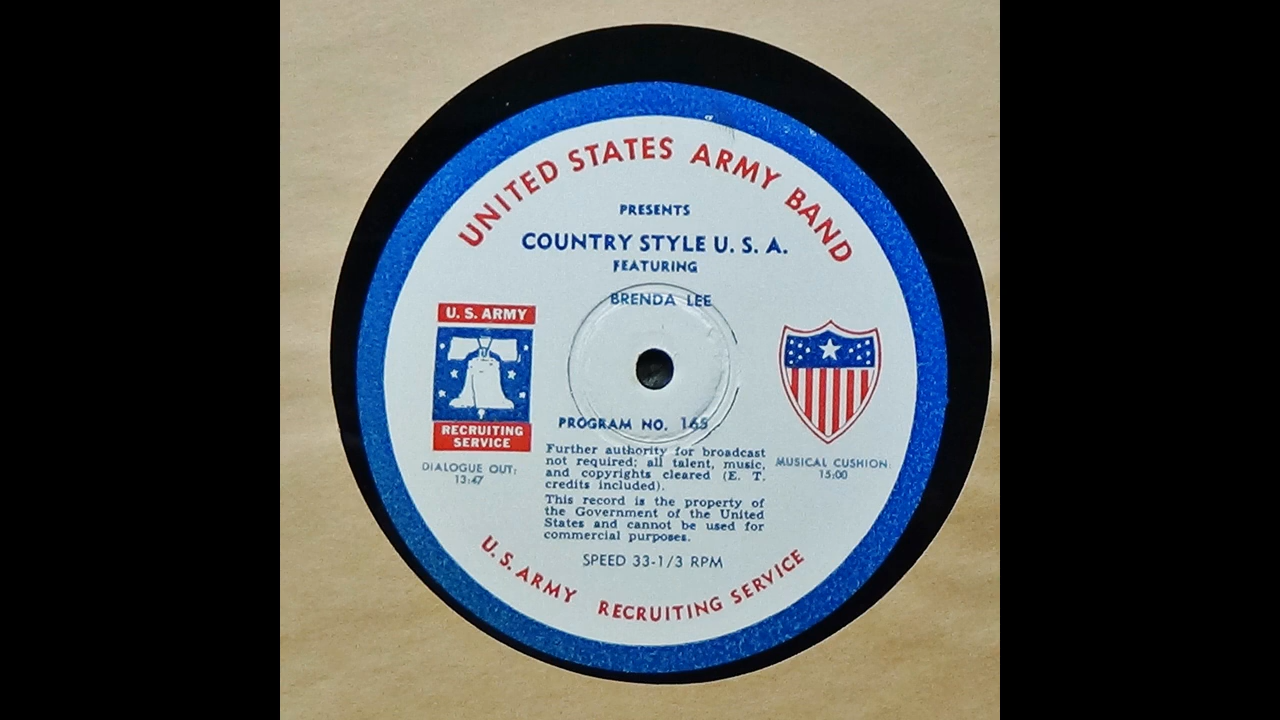 UNITED STATES ARMY BAND
PRESENTS
COUNTRY STYLE U. S. A.
FEATURING
BRENDA LEE
U. S. ARMY
RECRUITING
SERVICE
DIALOGUE OUT:
13:47
MUSICAL CUSHION:
15:00
PROGRAM NO. 165
Further authority for broadcast
not required; all talent, music,
and copyrights cleared (E. T.
credits included).
This record is the property of
the Government of the United
States and cannot be used for
commercial purposes.
SPEED 33-1/3 RPM
U. S. ARMY RECRUITING SERVICE